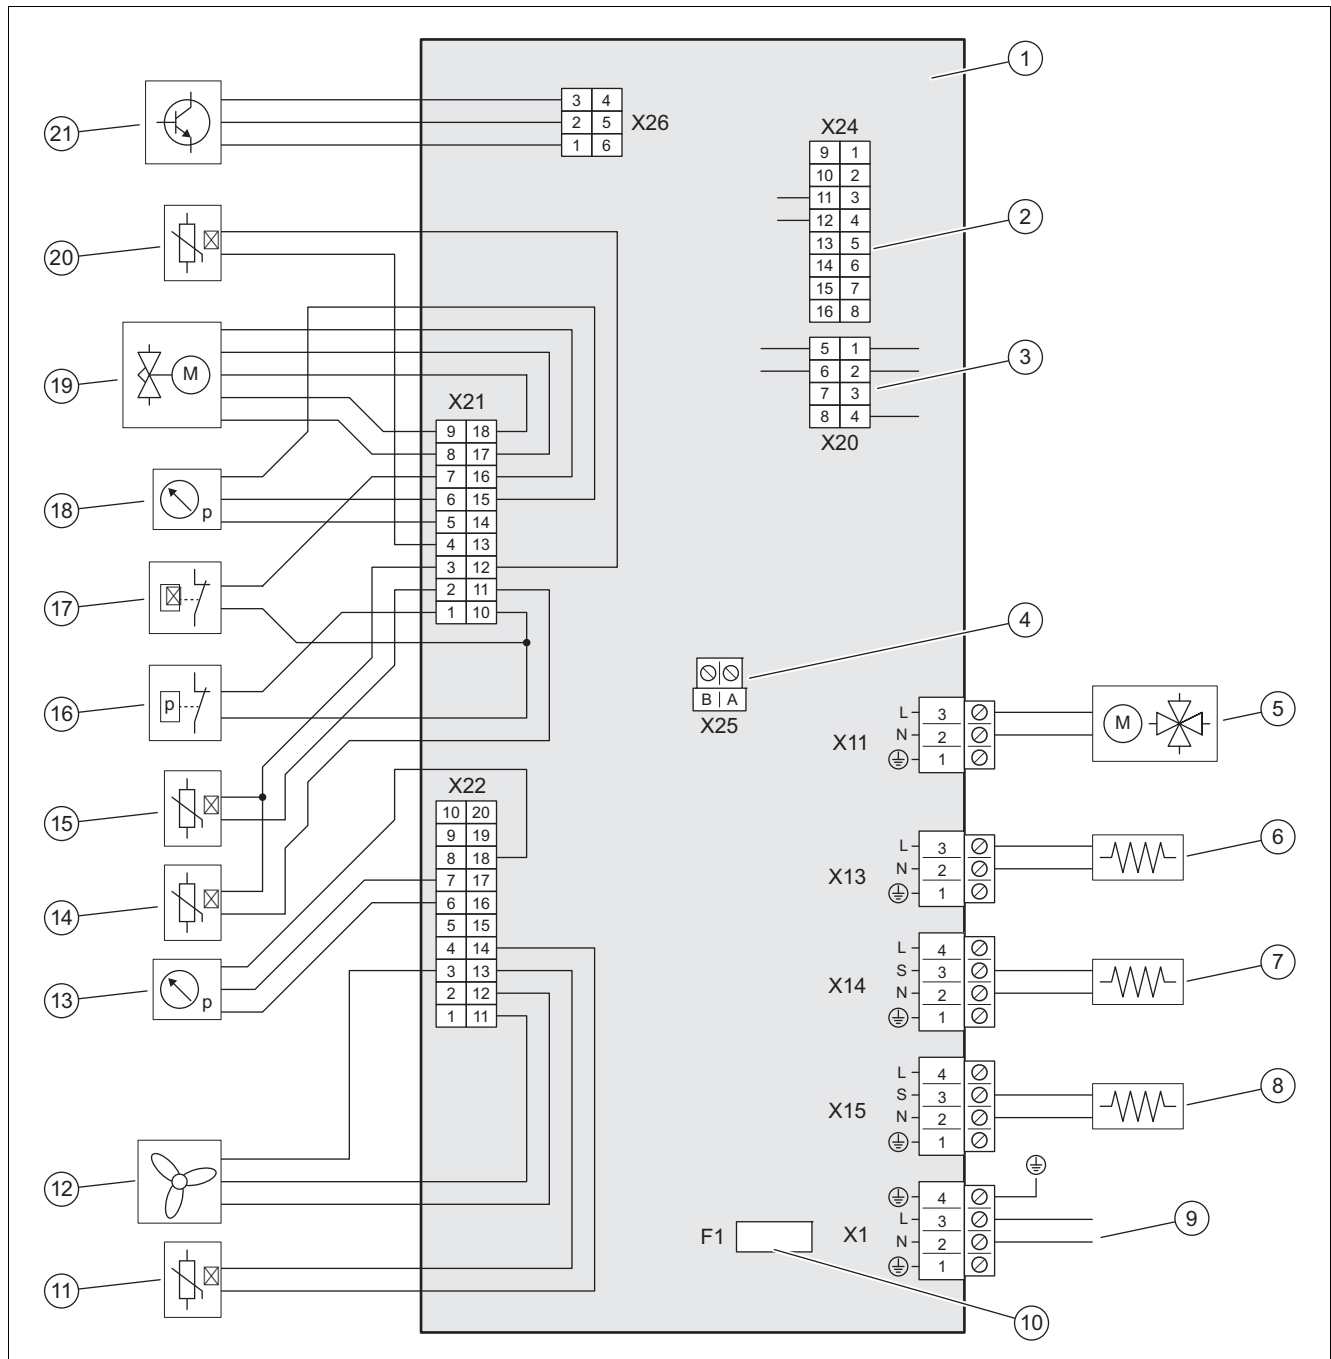 1
21
3 4
2 5
1 6
X26
X24
9 1
10 2
11 3
12 4
13 5
14 6
15 7
16 8
2
20
5 1
6 2
7 3
8 4
X20
3
19
M
X21
9 18
8 17
7 16
6 15
5 14
4 13
3 12
2 11
1 10
18
p
17
16
p
4
B A
X25
5
M
X11
L 3
N 2
1
15
14
13
p
X22
10 20
9 19
8 18
7 17
6 16
5 15
4 14
3 13
2 12
1 11
6
X13
L 3
N 2
1
7
X14
L 4
S 3
N 2
1
8
X15
L 4
S 3
N 2
1
12
11
F1
X1
4
L 3
N 2
1
9
10